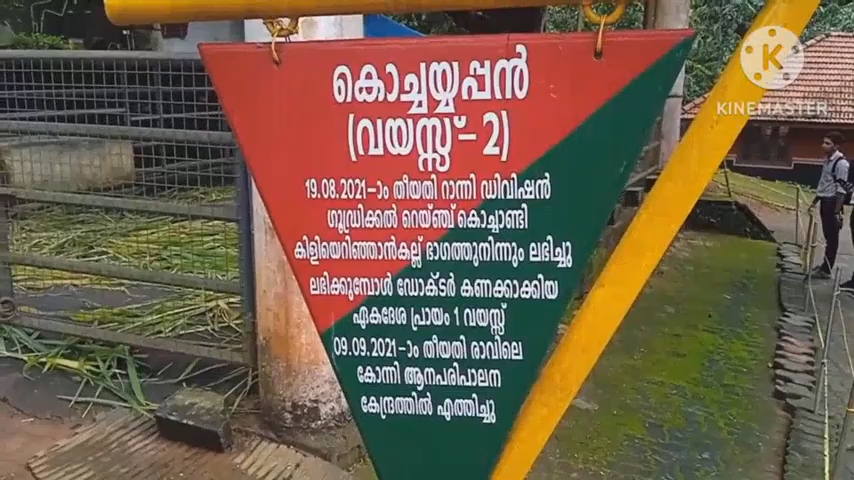 കൊച്ചയ്യപ്പൻ
(വയസ്സ്-2)
19.08.2021-ാം തീയതി റാന്നി ഡിവിഷൻ
ഗൂഡ്രിക്കൽ റെയ്ഞ്ച് കൊച്ചാണ്ടി
കിളിയെറിഞ്ഞാൻകല്ല് ഭാഗത്തുനിന്നും ലഭിച്ചു
ലഭിക്കുമ്പോൾ ഡോക്ടർ കണക്കാക്കിയ
ഏകദേശ പ്രായം 1 വയസ്സ്
09.09.2021-ാം തീയതി രാവിലെ
കോന്നി ആനപരിപാലന
കേന്ദ്രത്തിൽ എത്തിച്ചു
K
KINEMASTER